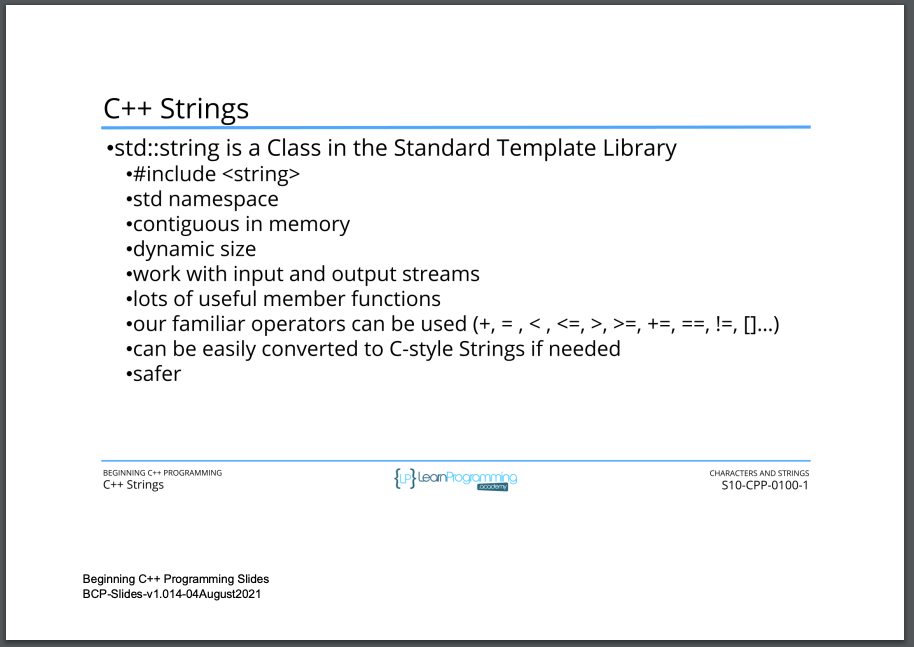 C++ Strings
•std::string is a Class in the Standard Template Library
•#include <string>
•std namespace
•contiguous in memory
•dynamic size
•work with input and output streams
•lots of useful member functions
•our familiar operators can be used (+, = , < , <=, >, >=, +=, ==, !=, []…)
•can be easily converted to C-style Strings if needed
•safer
BEGINNING C++ PROGRAMMING
C++ Strings
{LP} LearnProgramming
academy
CHARACTERS AND STRINGS
S10-CPP-0100-1
Beginning C++ Programming Slides
BCP-Slides-v1.014-04August2021